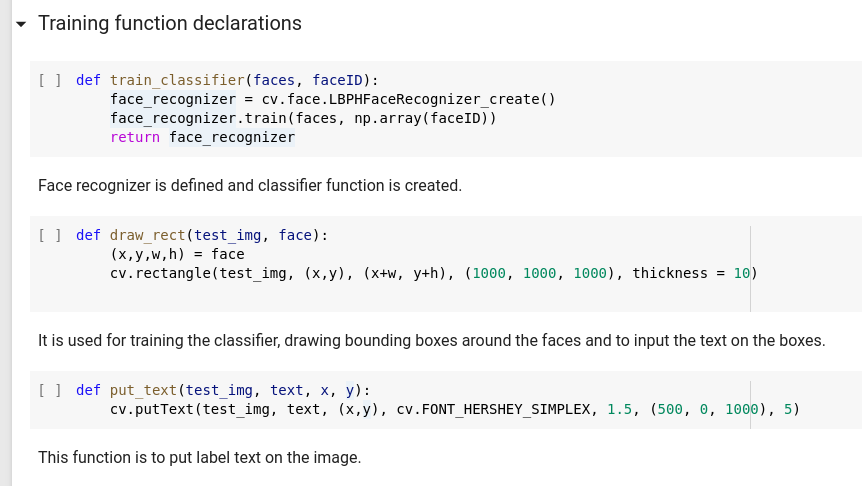 Training function declarations
[ ] def train_classifier(faces, faceID):
face_recognizer = cv.face.LBPHFaceRecognizer_create()
face_recognizer.train(faces, np.array(faceID))
return face_recognizer
Face recognizer is defined and classifier function is created.
[ ] def draw_rect(test_img, face):
(x,y,w,h) = face
cv.rectangle(test_img, (x,y), (x+w, y+h), (1000, 1000, 1000), thickness = 10)
It is used for training the classifier, drawing bounding boxes around the faces and to input the text on the boxes.
[ ] def put_text(test_img, text, x, y):
cv.putText(test_img, text, (x,y), cv.FONT_HERSHEY_SIMPLEX, 1.5, (500, 0, 1000), 5)
This function is to put label text on the image.